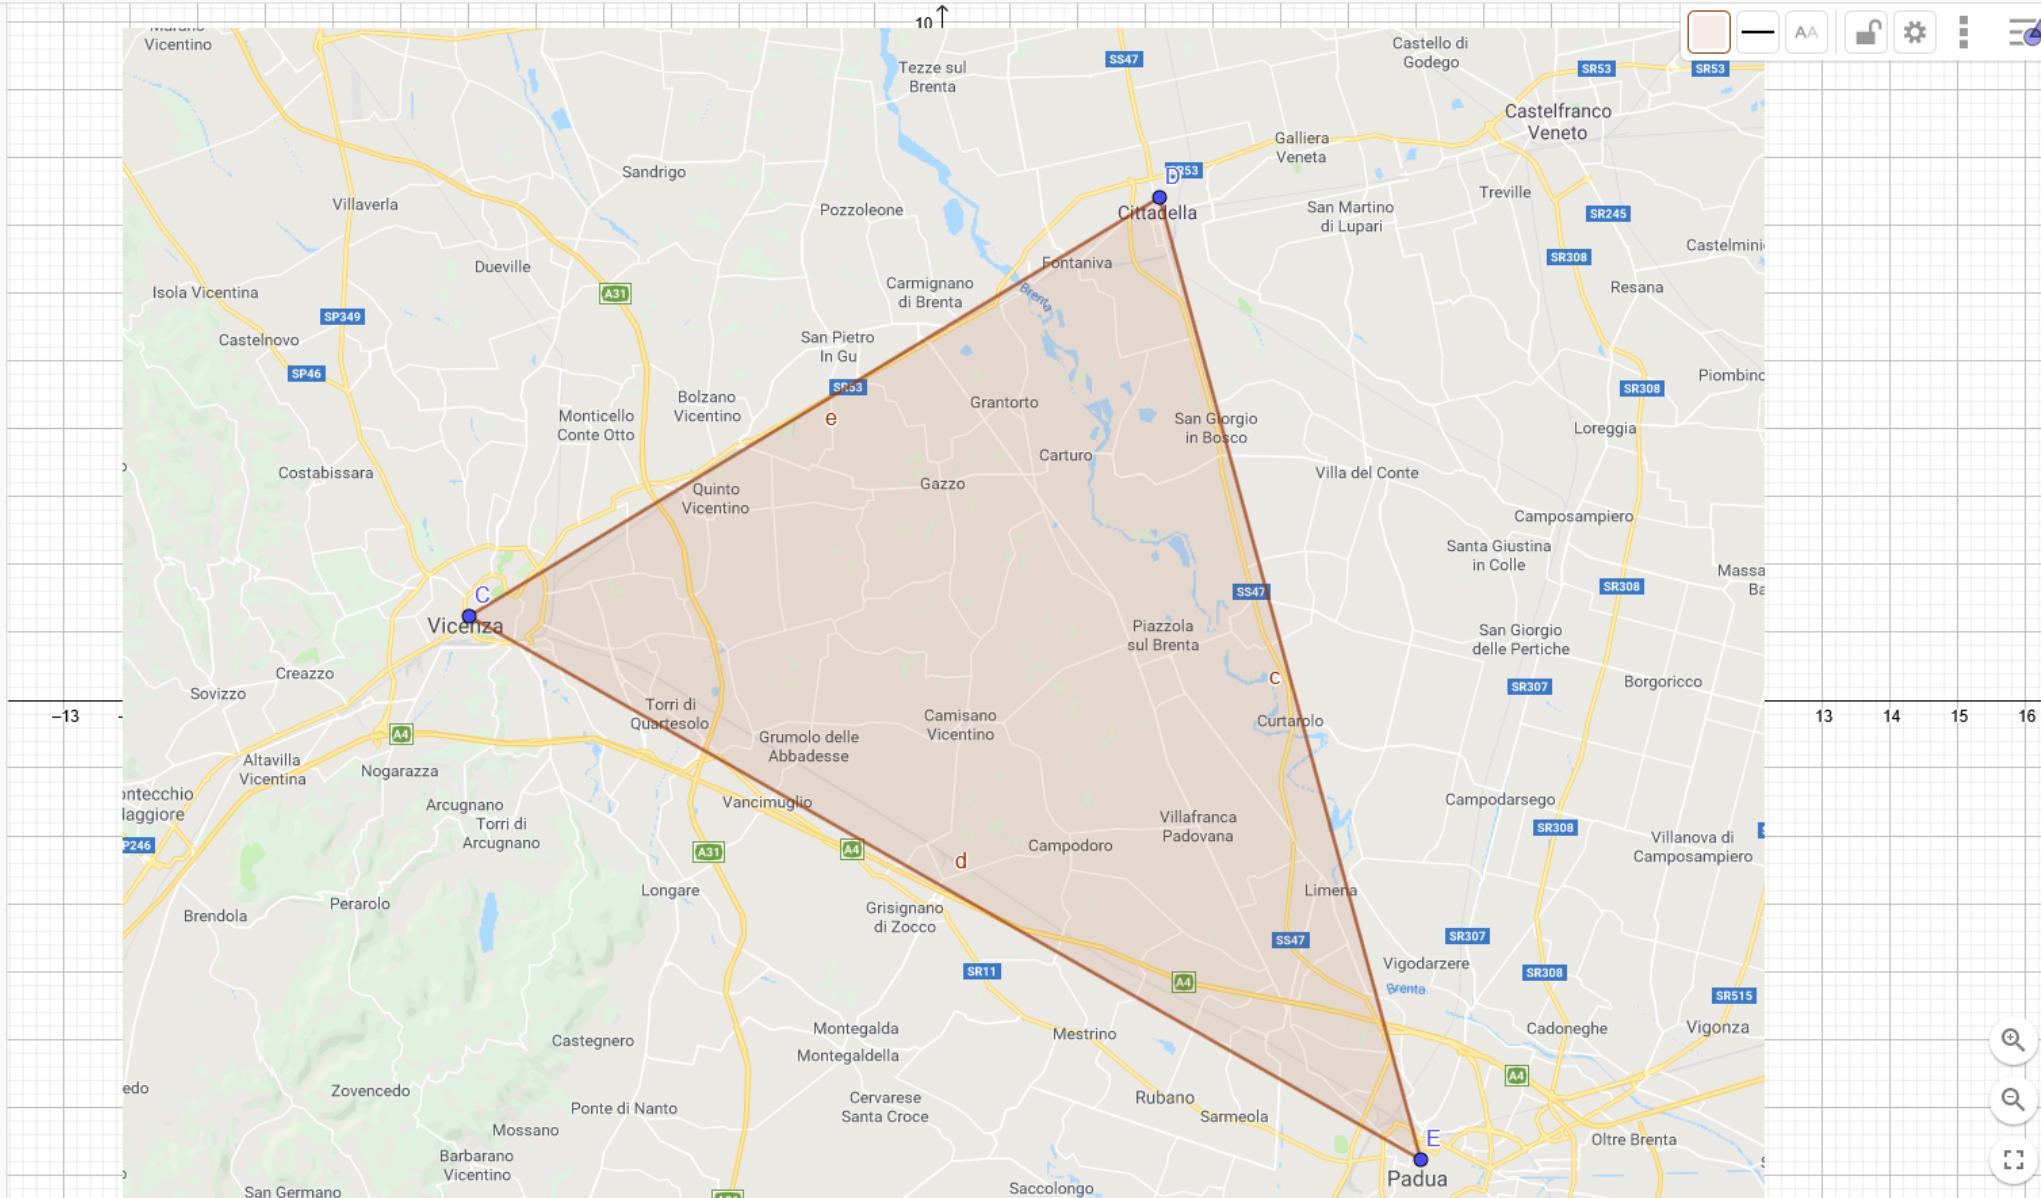 10
Vicentino
Tezze sul
Brenta
SS47
Castello di
Godego
SR53
SR53
AA
Castelfranco
Veneto
Galliera
Veneta
Sandrigo
D
Villaverla
Pozzoleone
Cittadella
San Martino
di Lupari
Treville
SR245
Castelmini
SR308
Dueville
Fontaniva
Isola Vicentina
A31
Carmignano
di Brenta
Brenta
Resana
SP349
Castelnovo
San Pietro
In Gu
SP46
SR53
SR308
Piombino
Bolzano
Vicentino
e
Grantorto
Monticello
Conte Otto
San Giorgio
in Bosco
Loreggia
Carturo
Costabissara
Villa del Conte
Gazzo
Quinto
Vicentino
Camposampiero
Santa Giustina
in Colle
Massa
SR308
SS47
C
Vicenza
Piazzola
sul Brenta
San Giorgio
delle Pertiche
Creazzo
c
SR307
Borgoricco
Sovizzo
Torri di
Quartesolo
Camisano
Vicentino
Curtarolo
–13
13
14
15
16
A4
Grumolo delle
Abbadesse
Altavilla
Vicentina
Nogarazza
ontecchio
laggiore
Arcugnano
Torri di
Arcugnano
Vancimuglio
Villafranca
Padovana
Campodarsego
SR308
Villanova di
Camposampiero
P246
A31
A4
d
Campodoro
Longare
Limena
Perarolo
Brendola
Grisignano
di Zocco
SS47
SR307
SR11
Vigodarzere
SR308
A4
Brenta
SR515
Montegalda
Mestrino
Cadoneghe
Vigonza
Castegnero
Montegaldella
A4
edo
Zovencedo
Cervarese
Santa Croce
Rubano
Ponte di Nanto
Sarmeola
Mossano
E
Oltre Brenta
Barbarano
Vicentino
Padua
San Germano
Saccolongo